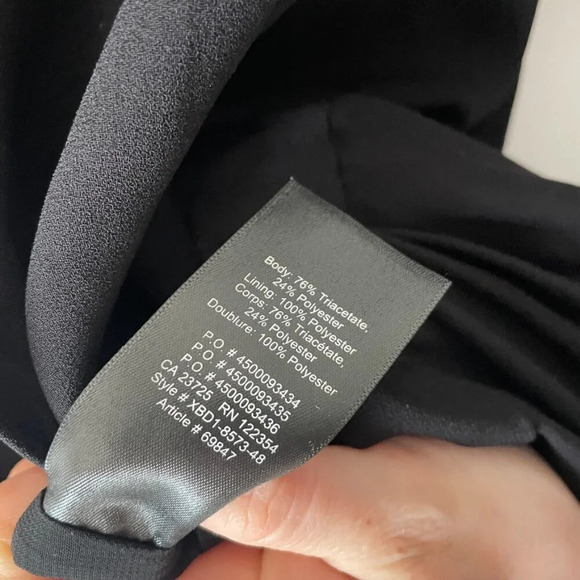 Body: 76% Triacetate,
24% Polyester
Lining: 100% Polyester
Corps: 76% Triacétate,
24% Polyester
Doublure: 100% Polyester
P.O. # 4500093434
P.O. # 4500093435
P.O. # 4500093436
CA 23725 RN 122354
Style # XBD1-8573-48
Article # 69847